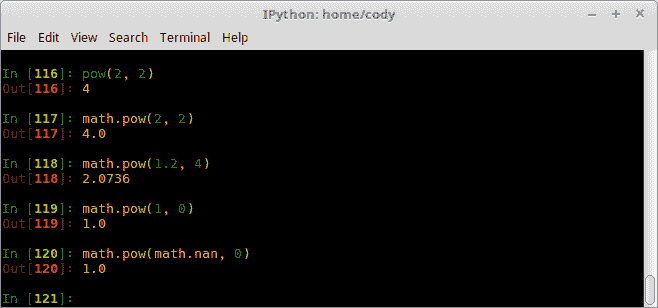 IPython: home/cody
File Edit View Search Terminal Help
In [116]: pow(2, 2)
Out[116]: 4
In [117]: math.pow(2, 2)
Out[117]: 4.0
In [118]: math.pow(1.2, 4)
Out[118]: 2.0736
In [119]: math.pow(1, 0)
Out[119]: 1.0
In [120]: math.pow(math.nan, 0)
Out[120]: 1.0
In [121]: